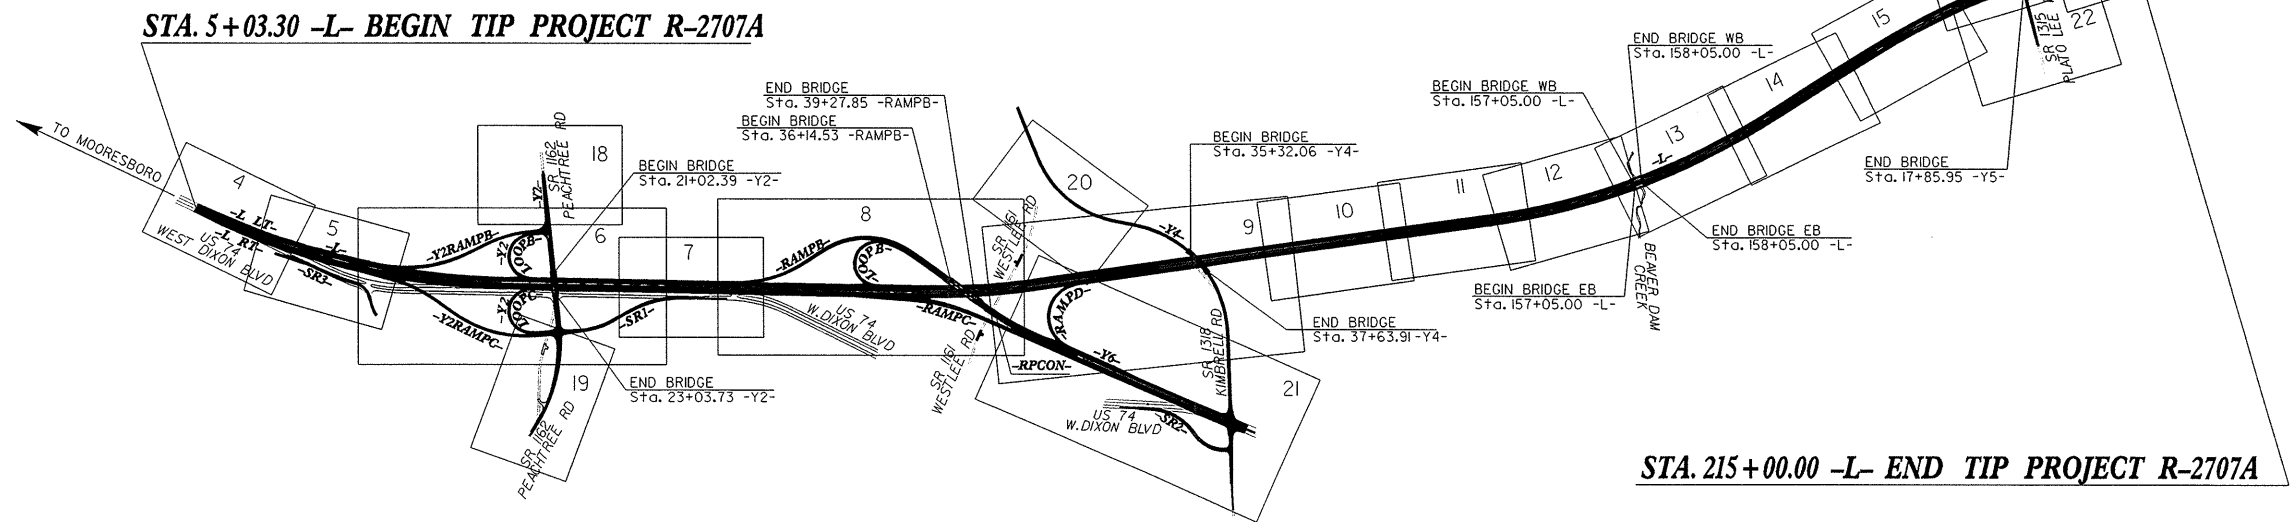 STA. 5+03.30 -L- BEGIN TIP PROJECT R-2707A
TO MOORESBORO
4
-L LT-
-L RT-
US 74
WEST DIXON BLVD
-SR3-
5
-L-
-Y2RAMPB-
-Y2RAMPC-
18
SR 1162
PEACHTREE RD
-Y2-
BEGIN BRIDGE
Sta. 21+02.39 -Y2-
6
-Y2
LOOPB-
-Y2
LOOPC-
-SR1-
7
END BRIDGE
Sta. 23+03.73 -Y2-
19
SR 1162
PEACHTREE RD
END BRIDGE
Sta. 39+27.85 -RAMPB-
BEGIN BRIDGE
Sta. 36+14.53 -RAMPB-
8
-RAMPB-
LOOPB-
US 74
W. DIXON BLVD
-RAMPC-
SR 1161
WESTLEE RD
SR 1161
WESTLEE RD
-RPCON-
20
-Y4-
BEGIN BRIDGE
Sta. 35+32.06 -Y4-
9
-RAMPD-
-Y6-
SR 1318
KIMBRELL RD
END BRIDGE
Sta. 37+63.91 -Y4-
21
US 74
W. DIXON BLVD
-SR2-
10
11
12
13
-L-
14
15
BEGIN BRIDGE WB
Sta. 157+05.00 -L-
END BRIDGE WB
Sta. 158+05.00 -L-
BEGIN BRIDGE EB
Sta. 157+05.00 -L-
END BRIDGE EB
Sta. 158+05.00 -L-
BEAVER DAM
CREEK
END BRIDGE
Sta. 17+85.95 -Y5-
SR 1315
PLATO LEE
22
STA. 215+00.00 -L- END TIP PROJECT R-2707A